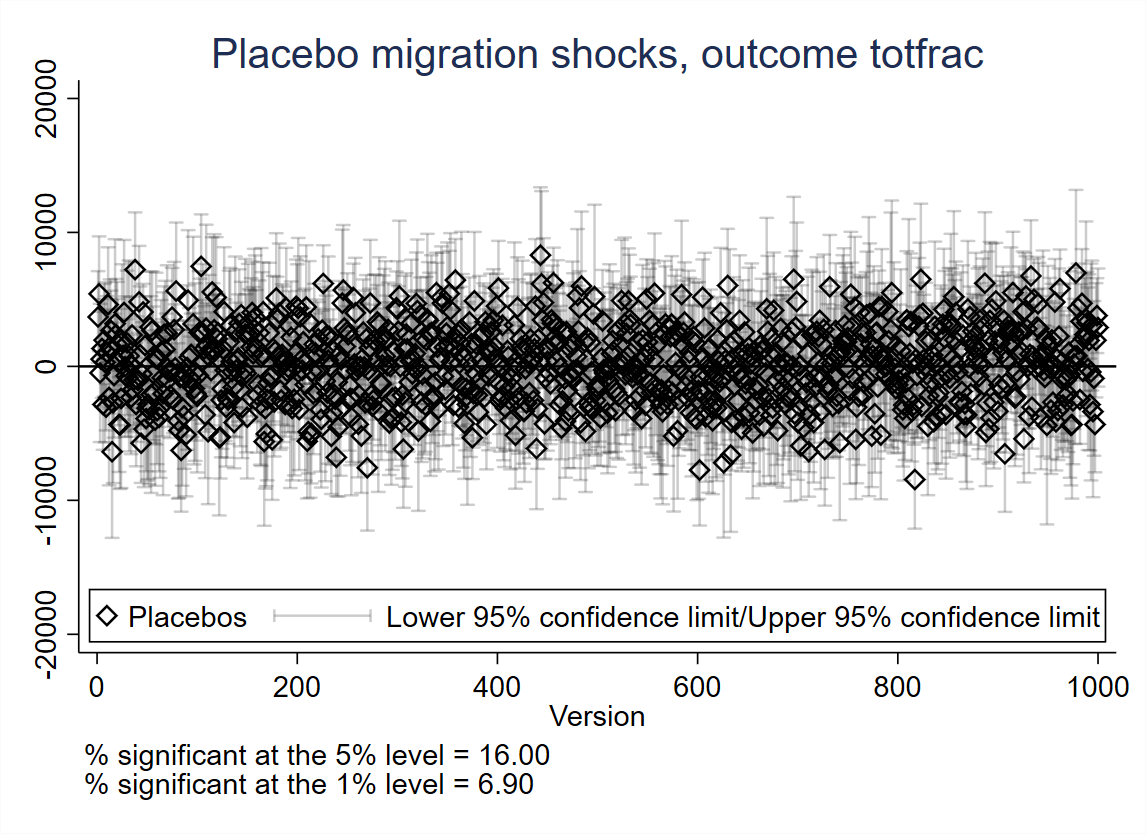 Placebo migration shocks, outcome totfrac
20000
10000
0
-10000
-20000
Placebos
Lower 95% confidence limit/Upper 95% confidence limit
0 200 400 600 800 1000
Version
% significant at the 5% level = 16.00
% significant at the 1% level = 6.90